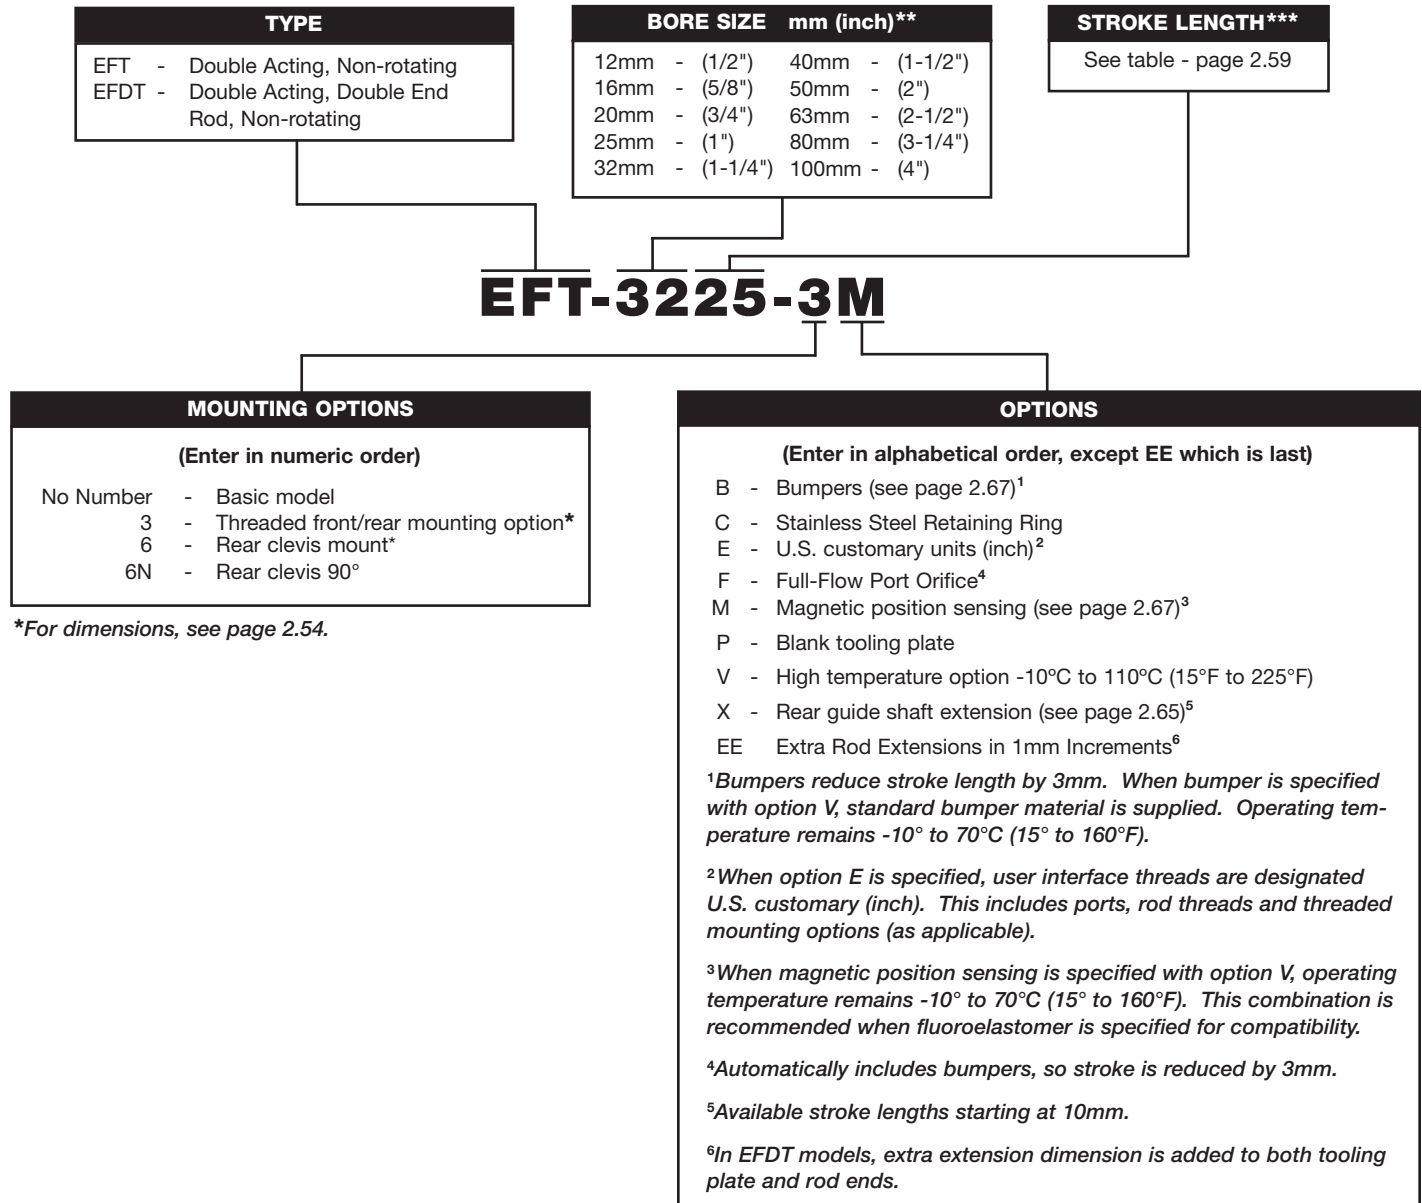 TYPE
EFT - Double Acting, Non-rotating
EFDT - Double Acting, Double End
Rod, Non-rotating
BORE SIZE mm (inch)**
12mm - (1/2") 40mm - (1-1/2")
16mm - (5/8") 50mm - (2")
20mm - (3/4") 63mm - (2-1/2")
25mm - (1") 80mm - (3-1/4")
32mm - (1-1/4") 100mm - (4")
STROKE LENGTH***
See table - page 2.59
EFT-3225-3M
MOUNTING OPTIONS
(Enter in numeric order)
No Number - Basic model
3 - Threaded front/rear mounting option*
6 - Rear clevis mount*
6N - Rear clevis 90°
*For dimensions, see page 2.54.
OPTIONS
(Enter in alphabetical order, except EE which is last)
B - Bumpers (see page 2.67)¹
C - Stainless Steel Retaining Ring
E - U.S. customary units (inch)²
F - Full-Flow Port Orifice⁴
M - Magnetic position sensing (see page 2.67)³
P - Blank tooling plate
V - High temperature option -10ºC to 110ºC (15°F to 225°F)
X - Rear guide shaft extension (see page 2.65)⁵
EE Extra Rod Extensions in 1mm Increments⁶
¹Bumpers reduce stroke length by 3mm. When bumper is specified
with option V, standard bumper material is supplied. Operating tem-
perature remains -10° to 70°C (15° to 160°F).
²When option E is specified, user interface threads are designated
U.S. customary (inch). This includes ports, rod threads and threaded
mounting options (as applicable).
³When magnetic position sensing is specified with option V, operating
temperature remains -10° to 70°C (15° to 160°F). This combination is
recommended when fluoroelastomer is specified for compatibility.
⁴Automatically includes bumpers, so stroke is reduced by 3mm.
⁵Available stroke lengths starting at 10mm.
⁶In EFDT models, extra extension dimension is added to both tooling
plate and rod ends.